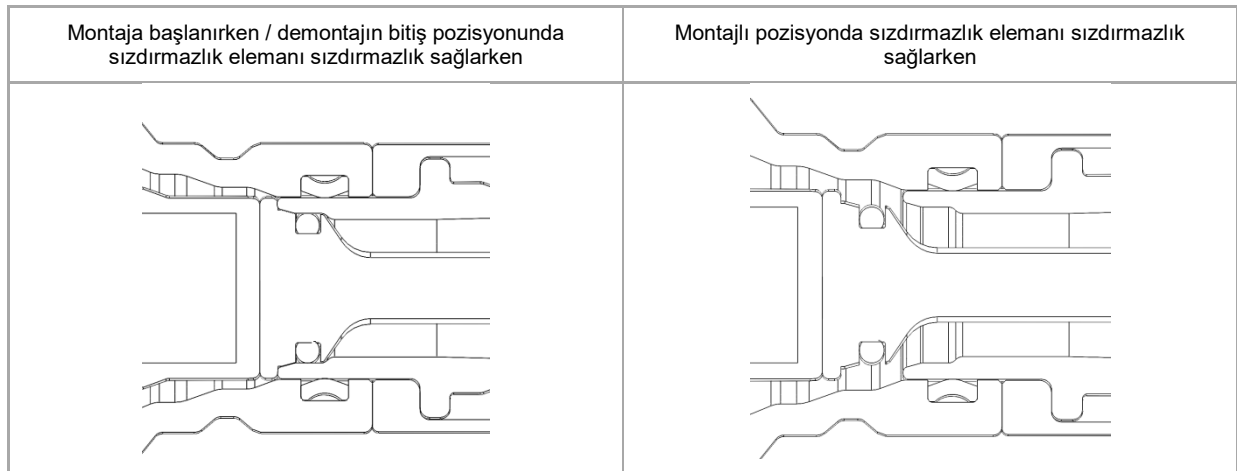 Montaja başlanırken / demontajın bitiş pozisyonunda
sızdırmazlık elemanı sızdırmazlık sağlarken
Montajlı pozisyonda sızdırmazlık elemanı sızdırmazlık
sağlarken